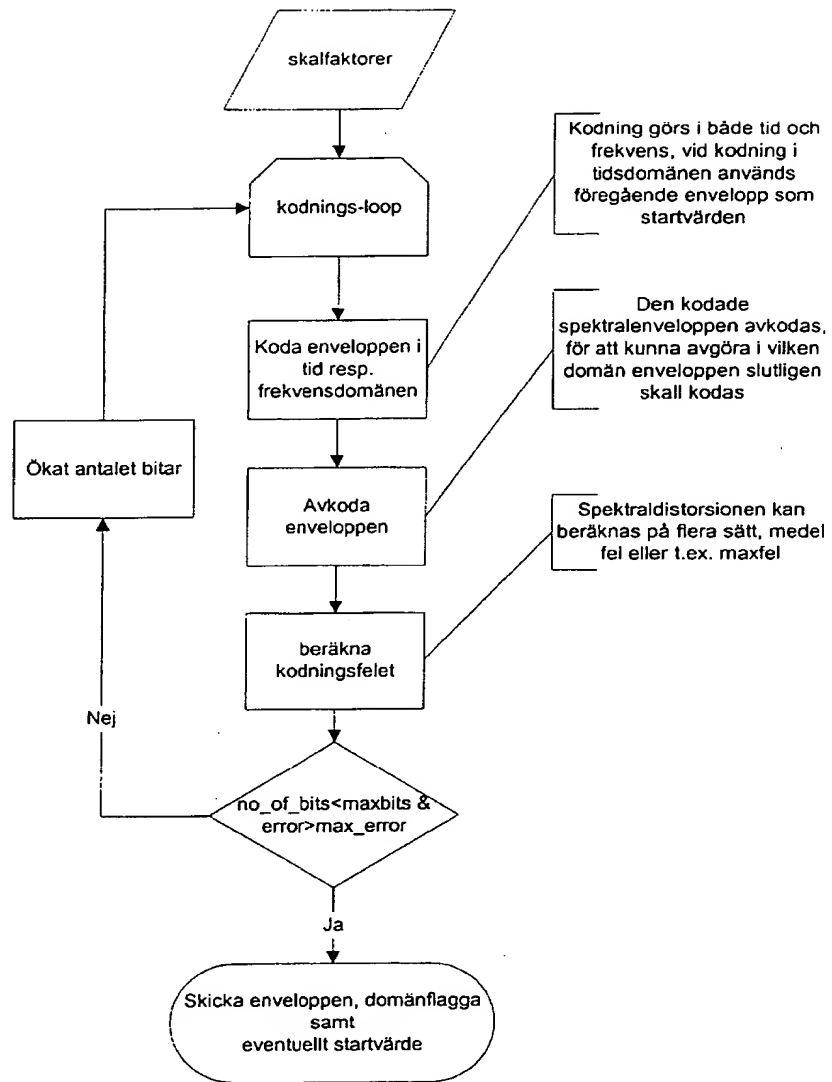 skalfaktorer
kodnings-loop
Kodning görs i både tid och
frekvens, vid kodning i
tidsdomänen används
föregående envelopp som
startvärden
Koda enveloppen i
tid resp.
frekvensdomänen
Den kodade
spektralenveloppen avkodas,
för att kunna avgöra i vilken
domän enveloppen slutligen
skall kodas
Ökat antalet bitar
Avkoda
enveloppen
Spektraldistorsionen kan
beräknas på flera sätt, medel
fel eller t.ex. maxfel
beräkna
kodningsfelet
Nej
no_of_bits<maxbits &
error>max_error
Ja
Skicka enveloppen, domänflagga
samt
eventuellt startvärde